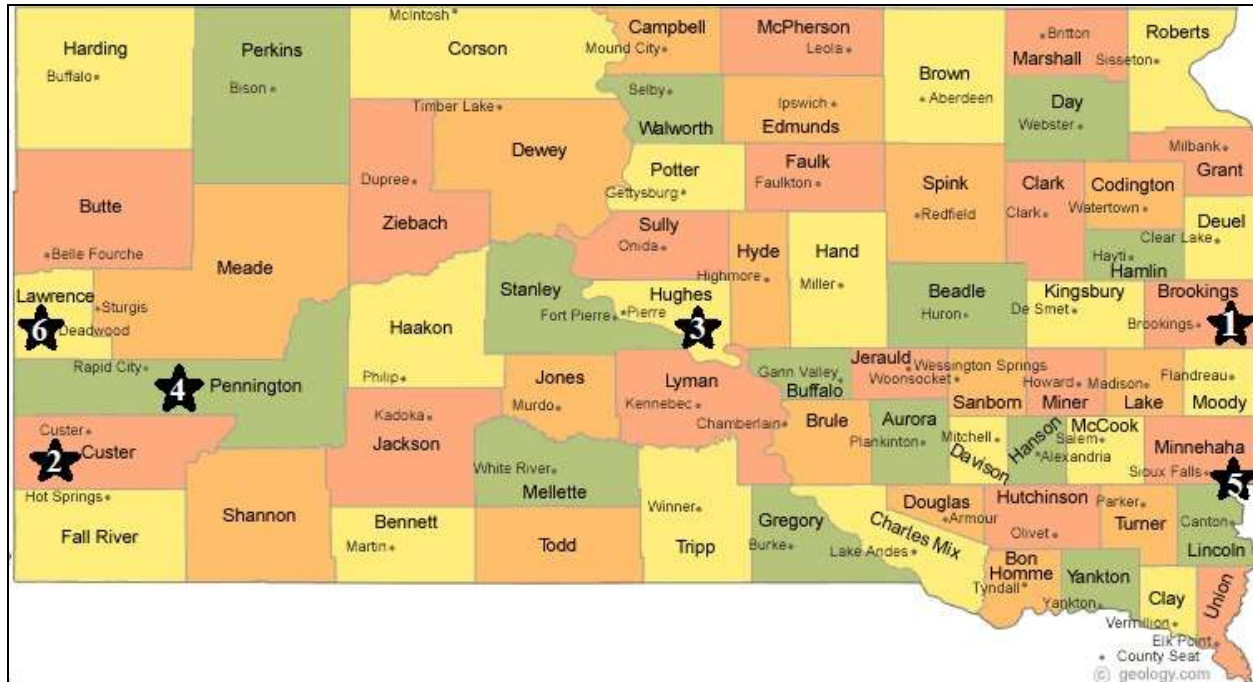 McIntosh
Harding
Perkins
Corson
Campbell
McPherson
Mound City
Leola
Britton
Marshall
Sisseton
Roberts
Buffalo
Bison
Timber Lake
Selby
Walworth
Ipswich
Edmunds
Brown
Aberdeen
Day
Webster
Dewey
Milbank
Grant
Dupree
Ziebach
Potter
Gettysburg
Faulk
Faulkton
Spink
Redfield
Clark
Clark
Codington
Watertown
Butte
Belle Fourche
Meade
Sully
Onida
Hyde
Highmore
Hand
Miller
Deuel
Clear Lake
Hayti
Hamlin
Lawrence
Sturgis
Deadwood
6
Haakon
Philip
Stanley
Fort Pierre
Hughes
Pierre
3
Beadle
Huron
Kingsbury
De Smet
Brookings
Brookings
1
Rapid City
4
Pennington
Jones
Murdo
Lyman
Kennebec
Chamberlain
Gann Valley
Buffalo
Jerauld
Wessington Springs
Woonsocket
Sanborn
Howard
Miner
Madison
Lake
Flandreau
Moody
Custer
Custer
2
Kadoka
Jackson
Brule
Aurora
Plankinton
Mitchell
Davison
Hanson
Alexandria
McCook
Salem
Minnehaha
Sioux Falls
5
Hot Springs
Fall River
Shannon
White River
Mellette
Bennett
Martin
Todd
Winner
Tripp
Gregory
Burke
Lake Andes
Charles Mix
Douglas
Armour
Hutchinson
Olivet
Parker
Turner
Canton
Lincoln
Bon
Homme
Tyndall
Yankton
Yankton
Clay
Vermillion
Union
Elk Point
County Seat
© geology.com